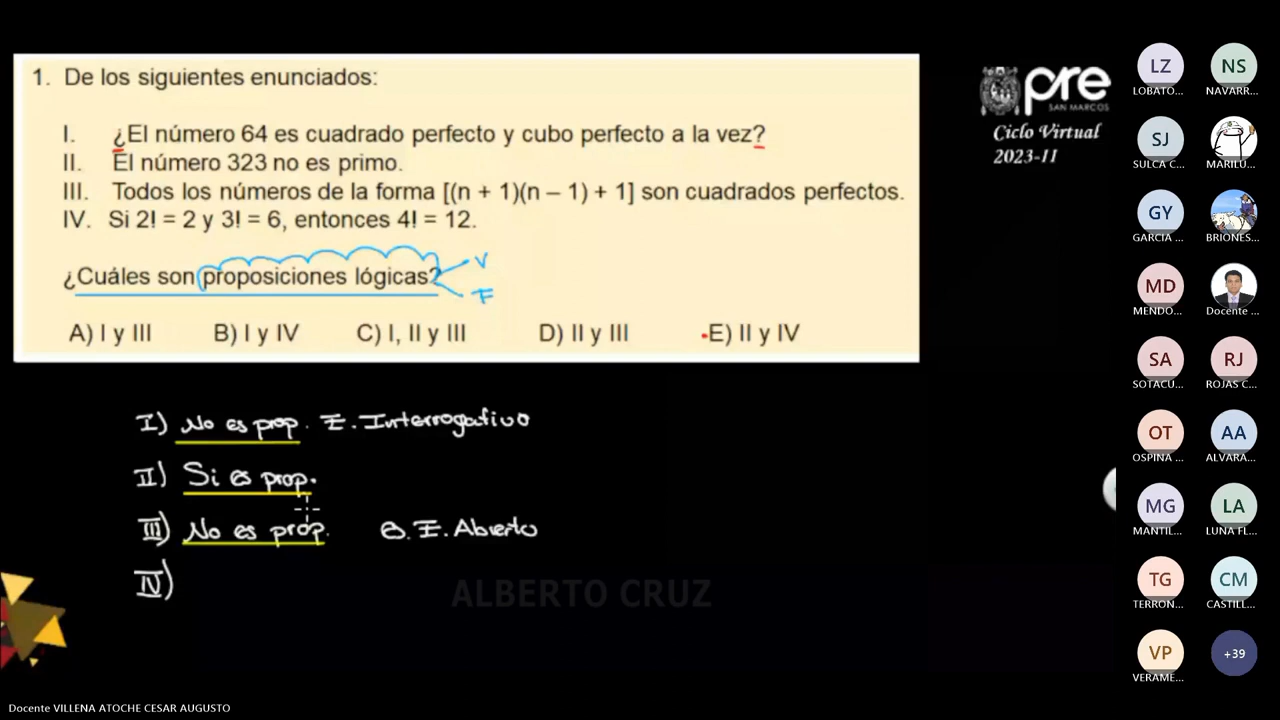 1. De los siguientes enunciados:
I. ¿El número 64 es cuadrado perfecto y cubo perfecto a la vez?
II. El número 323 no es primo.
III. Todos los números de la forma [(n + 1)(n – 1) + 1] son cuadrados perfectos.
IV. Si 2! = 2 y 3! = 6, entonces 4! = 12.
¿Cuáles son proposiciones lógicas?
V
F
A) I y III B) I y IV C) I, II y III D) II y III E) II y IV
I) No es prop. E. Interrogativo
II) Si es prop.
III) No es prop. E. Abierto
IV)
ALBERTO CRUZ
pre
SAN MARCOS
Ciclo Virtual
2023-II
LZ NS
LOBATO... NAVARR...
SJ
SULCA C... MARILU...
GY
GARCIA ... BRIONES...
MD
MENDO... Docente ...
SA RJ
SOTACU... ROJAS C...
OT AA
OSPINA ... ALVARA...
MG LA
MANTIL... LUNA FL...
TG CM
TERRON... CASTILL...
VP +39
VERAME...
Docente VILLENA ATOCHE CESAR AUGUSTO